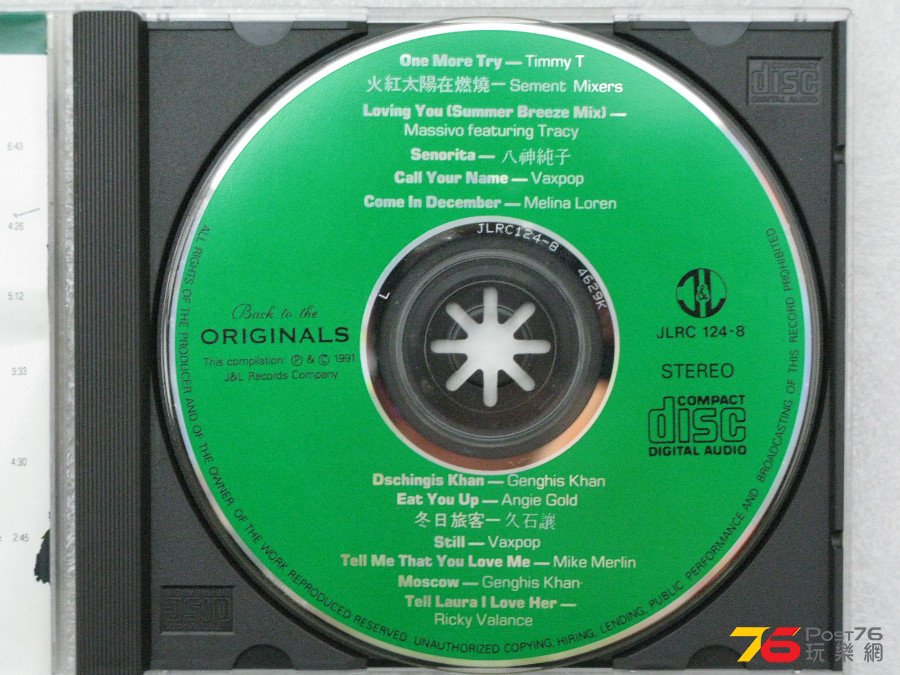 One More Try — Timmy T
火紅太陽在燃燒 — Sement Mixers
Loving You (Summer Breeze Mix) —
Massivo featuring Tracy
Senorita — 八神純子
Call Your Name — Vaxpop
Come In December — Melina Loren
JLRC124-8 4629K
L
Back to the
ORIGINALS
This compilation: ℗ & © 1991
J&L Records Company
J&L
JLRC 124-8
STEREO
COMPACT
disc
DIGITAL AUDIO
Dschingis Khan — Genghis Khan
Eat You Up — Angie Gold
冬日旅客 — 久石讓
Still — Vaxpop
Tell Me That You Love Me — Mike Merlin
Moscow — Genghis Khan
Tell Laura I Love Her —
Ricky Valance
ALL RIGHTS OF THE PRODUCER AND OF THE OWNER OF THE WORK REPRODUCED RESERVED. UNAUTHORIZED COPYING, HIRING, LENDING, PUBLIC PERFORMANCE AND BROADCASTING OF THIS RECORD PROHIBITED
COMPACT
disc
DIGITAL AUDIO
6:43
4:26
5:12
3:33
4:30
2:45
76 POST76
玩樂網